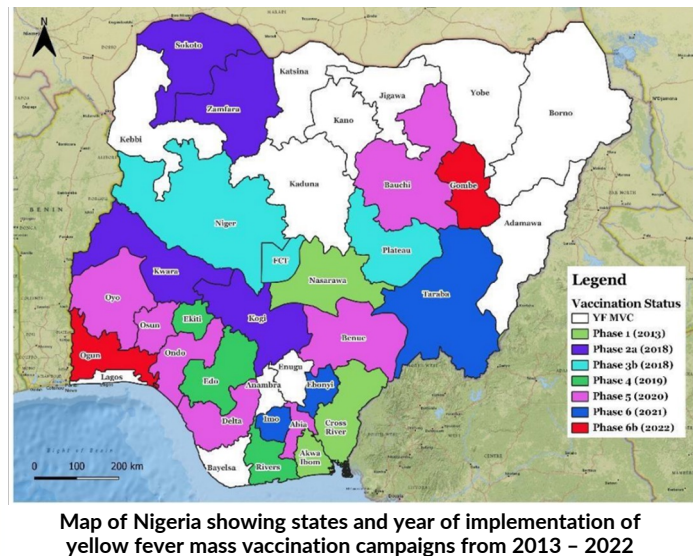 N
Sokoto
Katsina
Zamfara
Jigawa
Yobe
Borno
Kano
Kebbi
Kaduna
Bauchi
Gombe
Adamawa
Niger
Plateau
FCT
Nasarawa
Kwara
Taraba
Oyo
Kogi
Benue
Osun
Ekiti
Ondo
Ogun
Lagos
Edo
Enugu
Anambra
Ebonyi
Delta
Imo
Abia
Cross
River
Akwa
Ibom
Bayelsa
Rivers
BENIN
Bight of Benin
0 100 200 km
Legend
Vaccination Status
YF MVC
Phase 1 (2013)
Phase 2a (2018)
Phase 3b (2018)
Phase 4 (2019)
Phase 5 (2020)
Phase 6 (2021)
Phase 6b (2022)
Map of Nigeria showing states and year of implementation of
yellow fever mass vaccination campaigns from 2013 – 2022